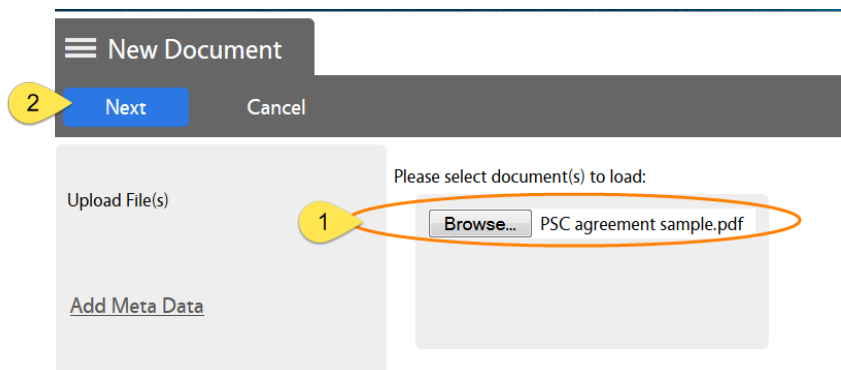 New Document
2
Next
Cancel
Please select document(s) to load:
Upload File(s)
1
Browse... PSC agreement sample.pdf
Add Meta Data